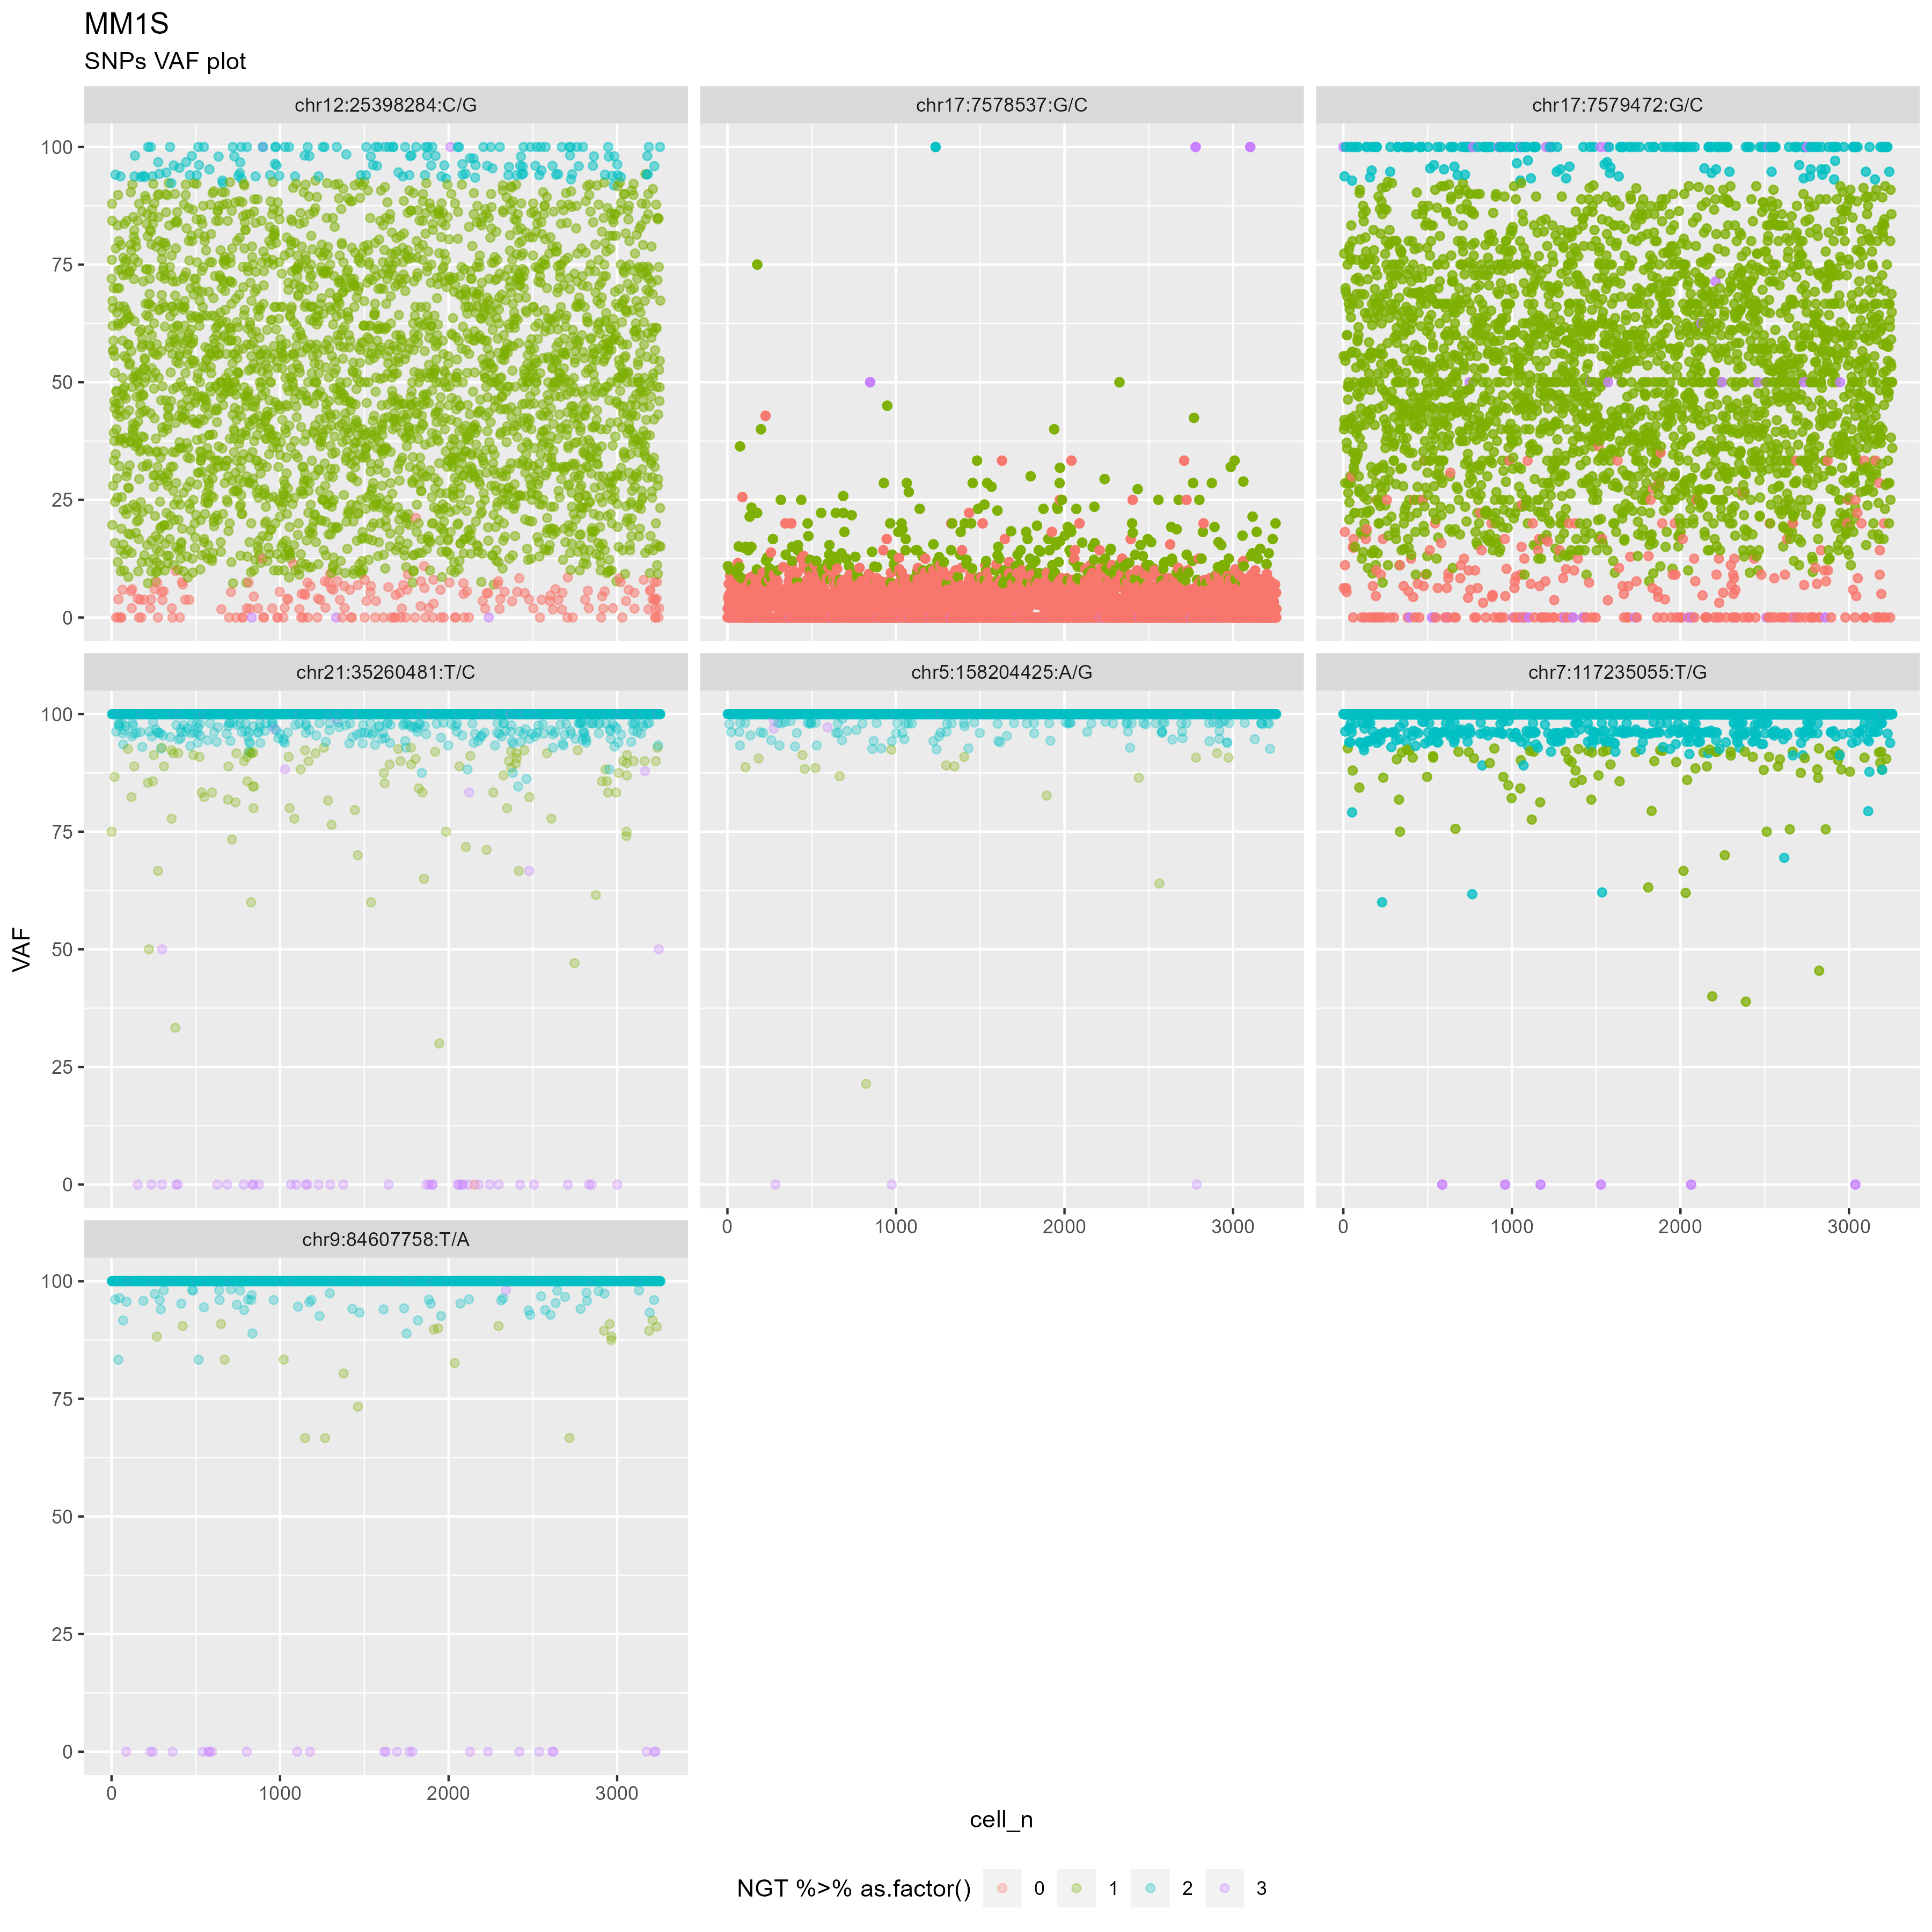 MM1S
SNPs VAF plot
chr12:25398284:C/G
chr17:7578537:G/C
chr17:7579472:G/C
100
75
50
25
0
chr21:35260481:T/C
chr5:158204425:A/G
chr7:117235055:T/G
100
75
50
25
0
0 1000 2000 3000
0 1000 2000 3000
chr9:84607758:T/A
100
75
50
25
0
0 1000 2000 3000
VAF
cell_n
NGT %>% as.factor() 0 1 2 3